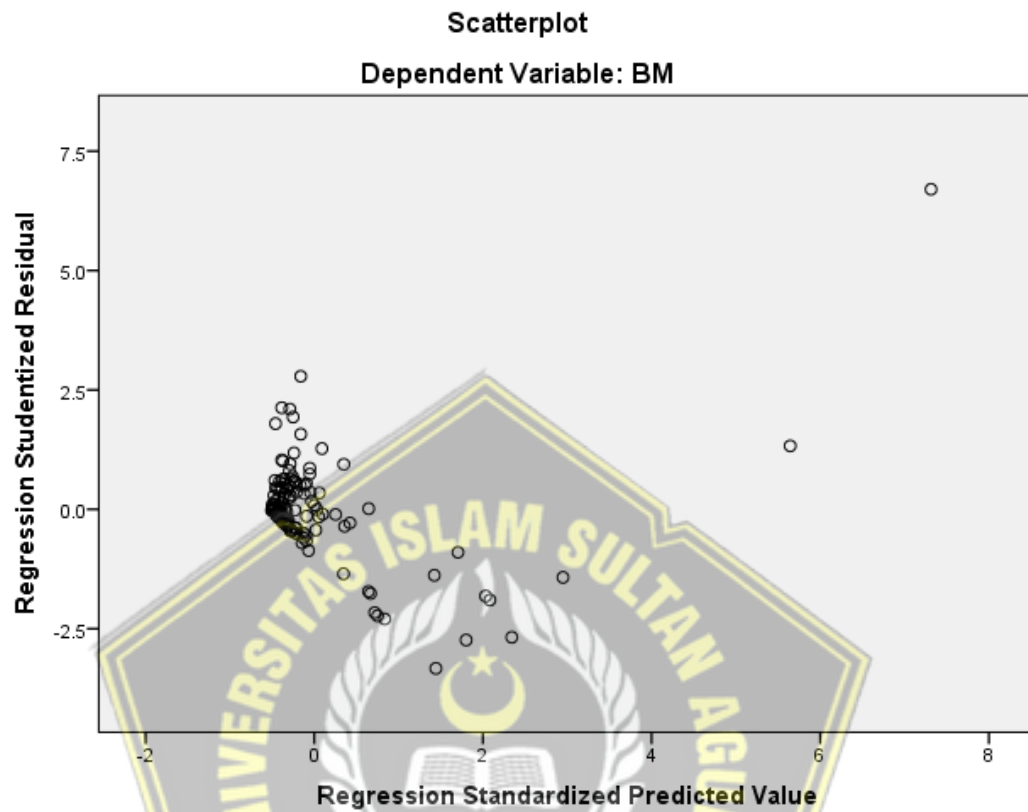 Scatterplot
Dependent Variable: BM
Regression Studentized Residual
7.5
5.0
2.5
0.0
-2.5
-2
0
2
4
6
8
Regression Standardized Predicted Value
UNIVERSITAS ISLAM SULTAN AGU